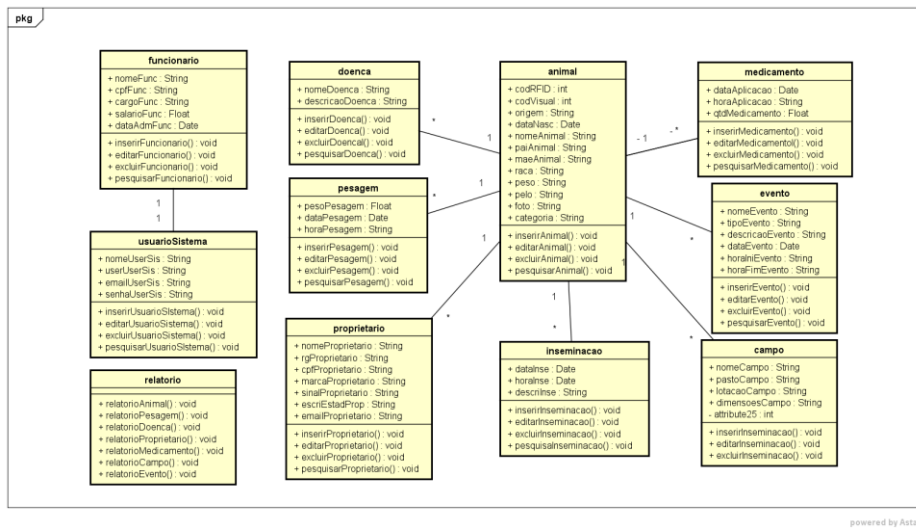 pkg
funcionario
+ nomeFunc : String
+ cpfFunc : String
+ cargoFunc : String
+ salarioFunc : Float
+ dataAdmFunc : Date
+ inserirFuncionario() : void
+ editarFuncionario() : void
+ excluirFuncionario() : void
+ pesquisarFuncionario() : void
1
1
usuarioSistema
+ nomeUserSis : String
+ userUserSis : String
+ emailUserSis : String
+ senhaUserSis : String
+ inserirUsuarioSIstema() : void
+ editarUsuarioSistema() : void
+ excluirUsuarioSistema() : void
+ pesquisarUsuarioSIstema() : void
relatorio
+ relatorioAnimal() : void
+ relatorioPesagem() : void
+ relatorioDoenca() : void
+ relatorioProprietario() : void
+ relatorioMedicamento() : void
+ relatorioCampo() : void
+ relatorioEvento() : void
doenca
+ nomeDoenca : String
+ descricaoDoenca : String
+ inserirDoenca() : void
+ editarDoenca() : void
+ excluirDoencal() : void
+ pesquisarDoenca() : void
*
1
pesagem
+ pesoPesagem : Float
+ dataPesagem : Date
+ horaPesagem : String
+ inserirPesagem() : void
+ editarPesagem() : void
+ excluirPesagem() : void
+ pesquisarPesagem() : void
*
1
proprietario
+ nomeProprietario : String
+ rgProprietario : String
+ cpfProprietario : String
+ marcaProprietario : String
+ sinalProprietario : String
+ escriEstadProp : String
+ emailProprietario : String
+ inserirProprietario() : void
+ editarProprietario() : void
+ excluirProprietario() : void
+ pesquisarProprietario() : void
*
1
animal
+ codRFID : int
+ codVisual : int
+ origem : String
+ dataNasc : Date
+ nomeAnimal : String
+ paiAnimal : String
+ maeAnimal : String
+ raca : String
+ peso : String
+ pelo : String
+ foto : String
+ categoria : String
+ inserirAnimal() : void
+ editarAnimal() : void
+ excluirAnimal() : void
+ pesquisarAnimal() : void
1
*
inseminacao
+ dataInse : Date
+ horaInse : Date
+ descriInse : String
+ inserirInseminacao() : void
+ editarInseminacao() : void
+ excluirInseminacao() : void
+ pesquisaInseminacao() : void
- 1
- *
medicamento
+ dataAplicacao : Date
+ horaAplicacao : String
+ qtdMedicamento : Float
+ inserirMedicamento() : void
+ editarMedicamento() : void
+ excluirMedicamento() : void
+ pesquisarMedicamento() : void
1
*
evento
+ nomeEvento : String
+ tipoEvento : String
+ descricaoEvento : String
+ dataEvento : Date
+ horaIniEvento : String
+ horaFimEvento : String
+ inserirEvento() : void
+ editarEvento() : void
+ excluirEvento() : void
+ pesquisarEvento() : void
1
*
campo
+ nomeCampo : String
+ pastoCampo : String
+ lotacaoCampo : String
+ dimensoesCampo : String
- attribute25 : int
+ inserirInseminacao() : void
+ editarInseminacao() : void
+ excluirInseminacao() : void
powered by Asta